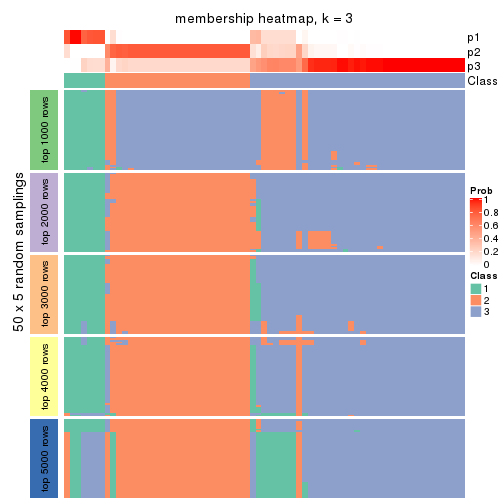 membership heatmap, k = 3
p1
p2
p3
Class
50 x 5 random samplings
top 1000 rows
top 2000 rows
top 3000 rows
top 4000 rows
top 5000 rows
Prob
1
0.8
0.6
0.4
0.2
0
Class
1
2
3